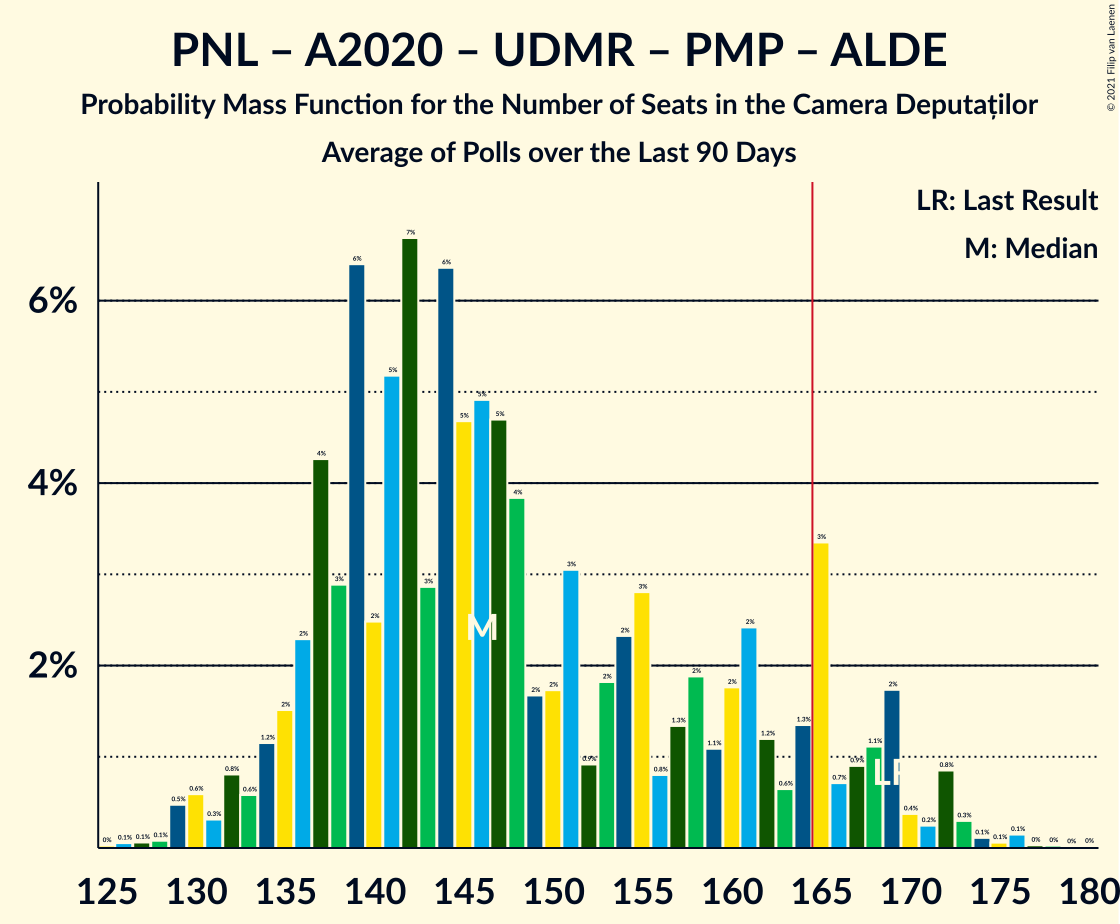 PNL – A2020 – UDMR – PMP – ALDE
Probability Mass Function for the Number of Seats in the Camera Deputaților
Average of Polls over the Last 90 Days
© 2021 Filip van Laenen
LR: Last Result
M: Median
6%
4%
2%
0% 0.1% 0.1% 0.1% 0.5% 0.6% 0.3% 0.8% 0.6% 1.2% 2% 2% 4% 3% 6% 2% 5% 7% 3% 6% 5% 5% 5% 4% 2% 2% 3% 0.9% 2% 2% 3% 0.8% 1.3% 2% 1.1% 2% 2% 1.2% 0.6% 1.3% 3% 0.7% 0.9% 1.1% 2% 0.4% 0.2% 0.8% 0.3% 0.1% 0.1% 0.1% 0% 0% 0% 0%
M
LR
125 130 135 140 145 150 155 160 165 170 175 180